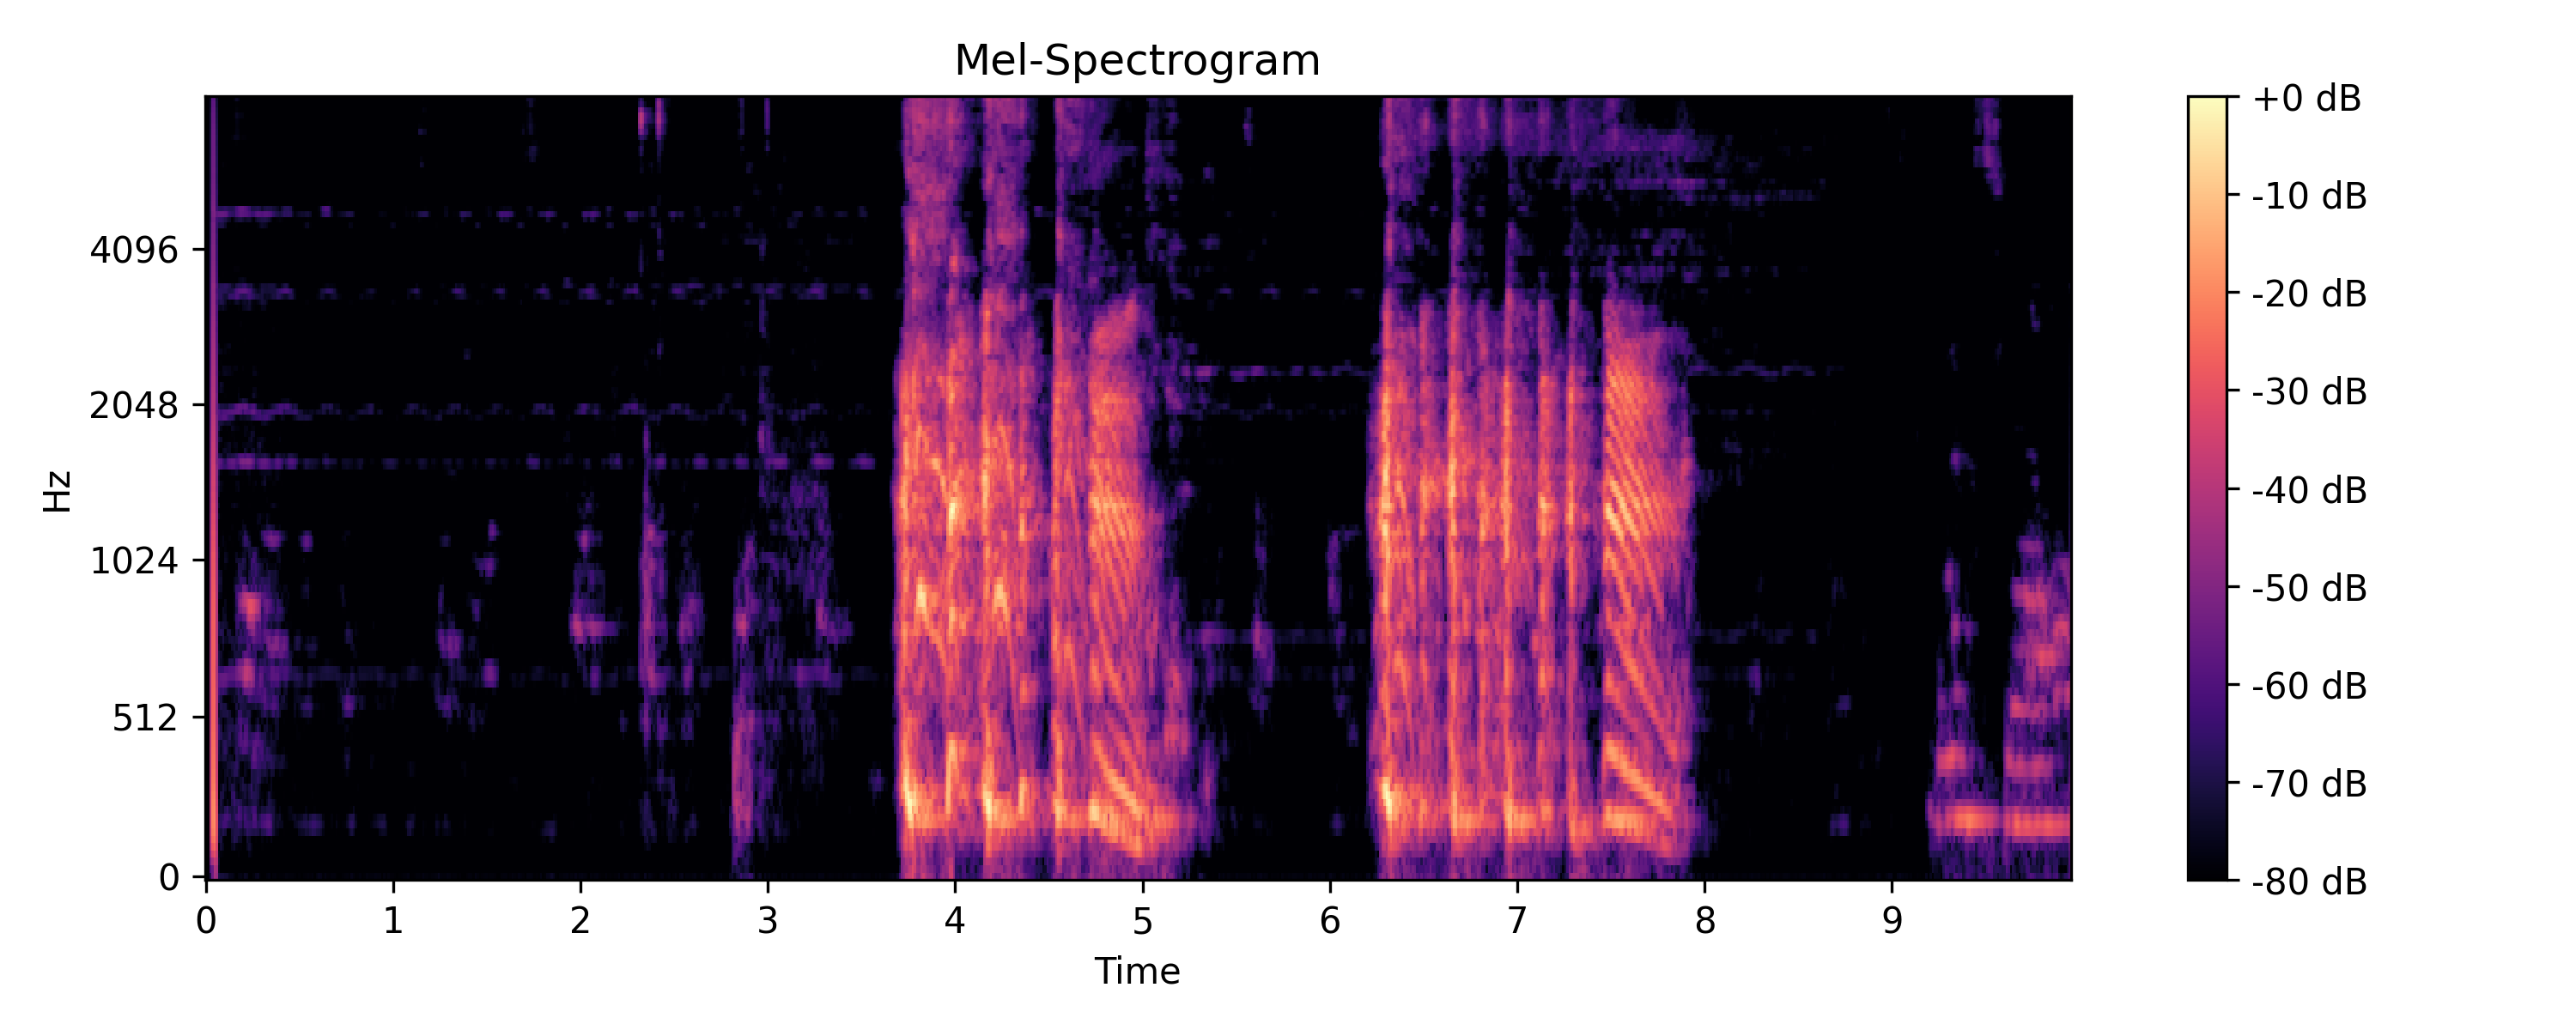 Mel-Spectrogram
+0 dB
-10 dB
-20 dB
-30 dB
-40 dB
-50 dB
-60 dB
-70 dB
-80 dB
4096
2048
1024
512
0
Hz
0 1 2 3 4 5 6 7 8 9
Time